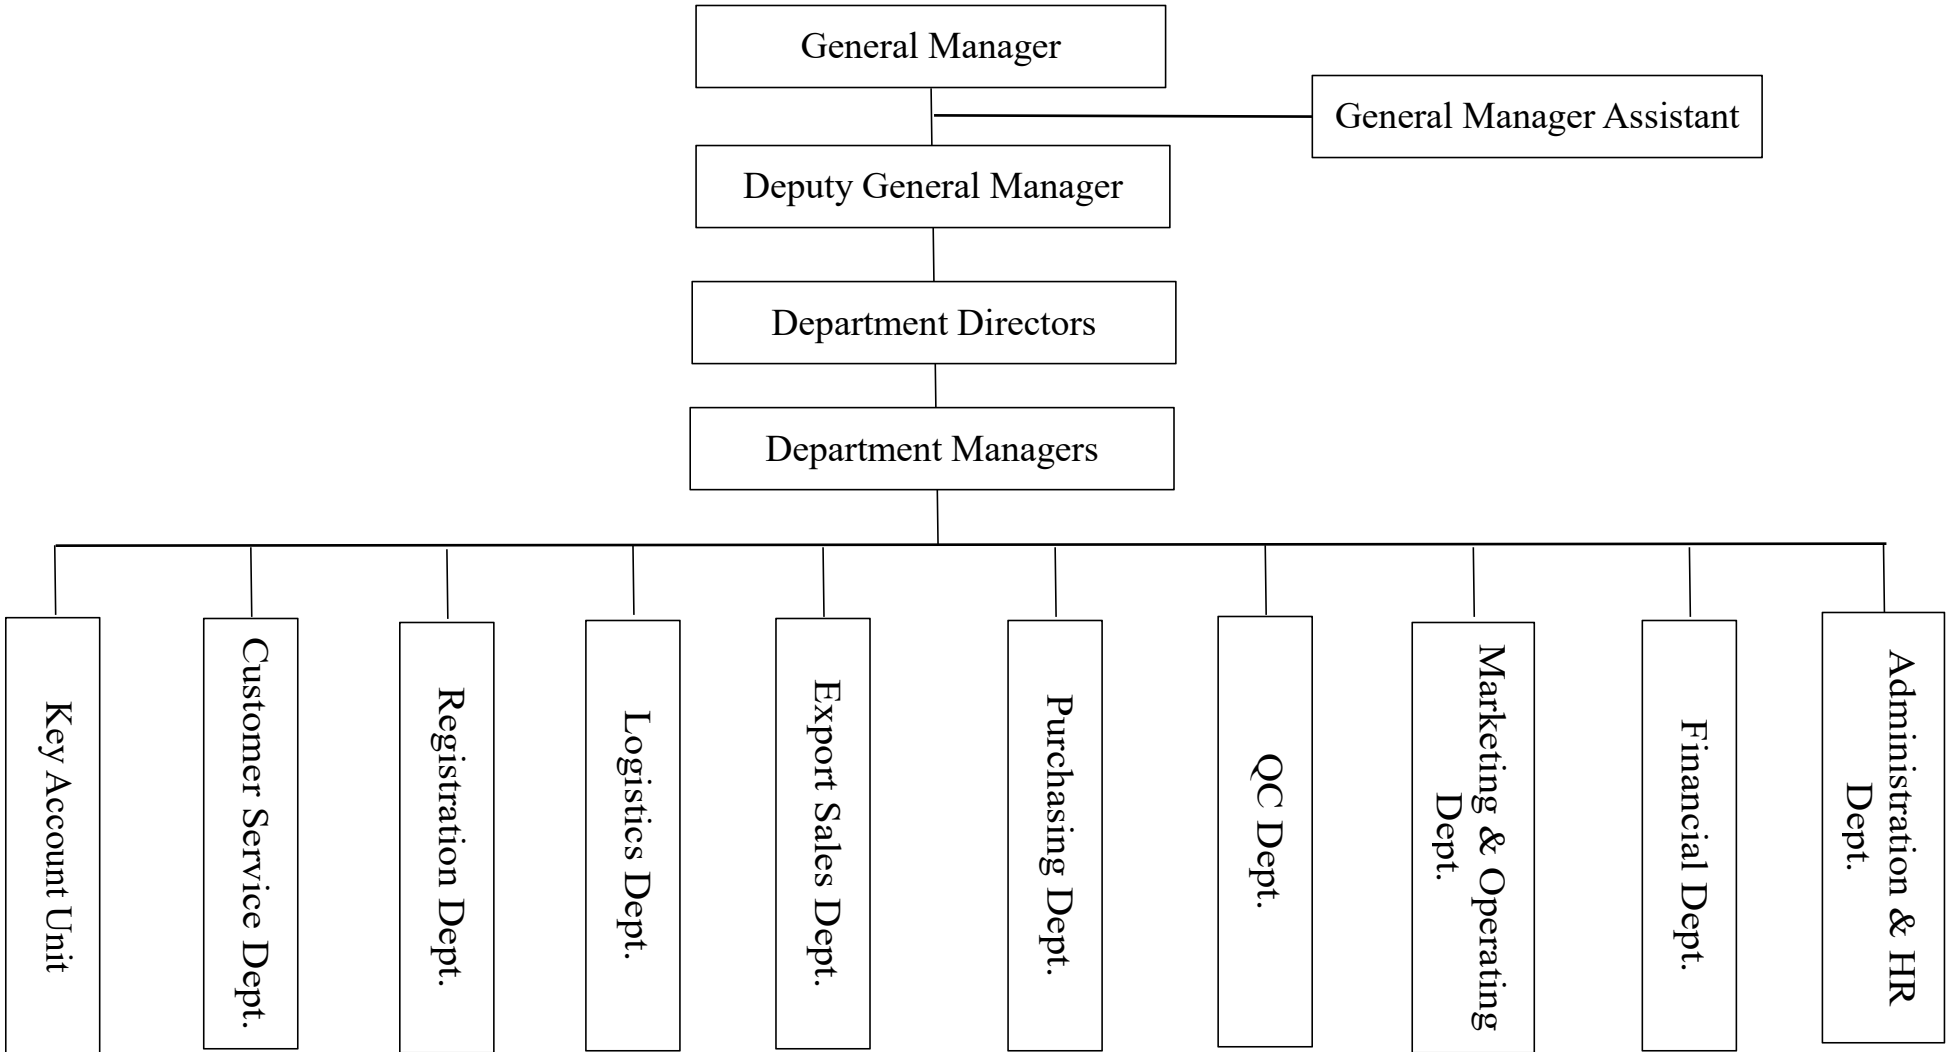 General Manager
General Manager Assistant
Deputy General Manager
Department Directors
Department Managers
Key Account Unit
Customer Service Dept.
Registration Dept.
Logistics Dept.
Export Sales Dept.
Purchasing Dept.
QC Dept.
Marketing & Operating
Dept.
Financial Dept.
Administration & HR
Dept.